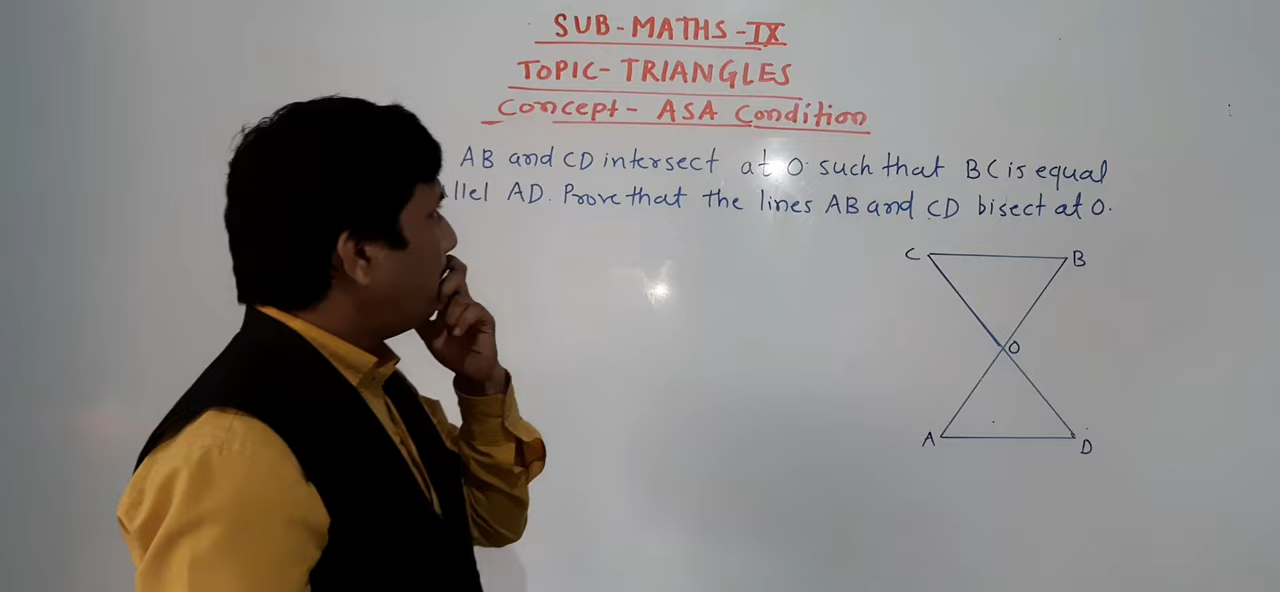 SUB-MATHS-IX
TOPIC-TRIANGLES
Concept- ASA Condition
AB and CD intersect at O. such that BC is equal
llel AD. Prove that the lines AB and CD bisect at O.
C
B
O
A
D